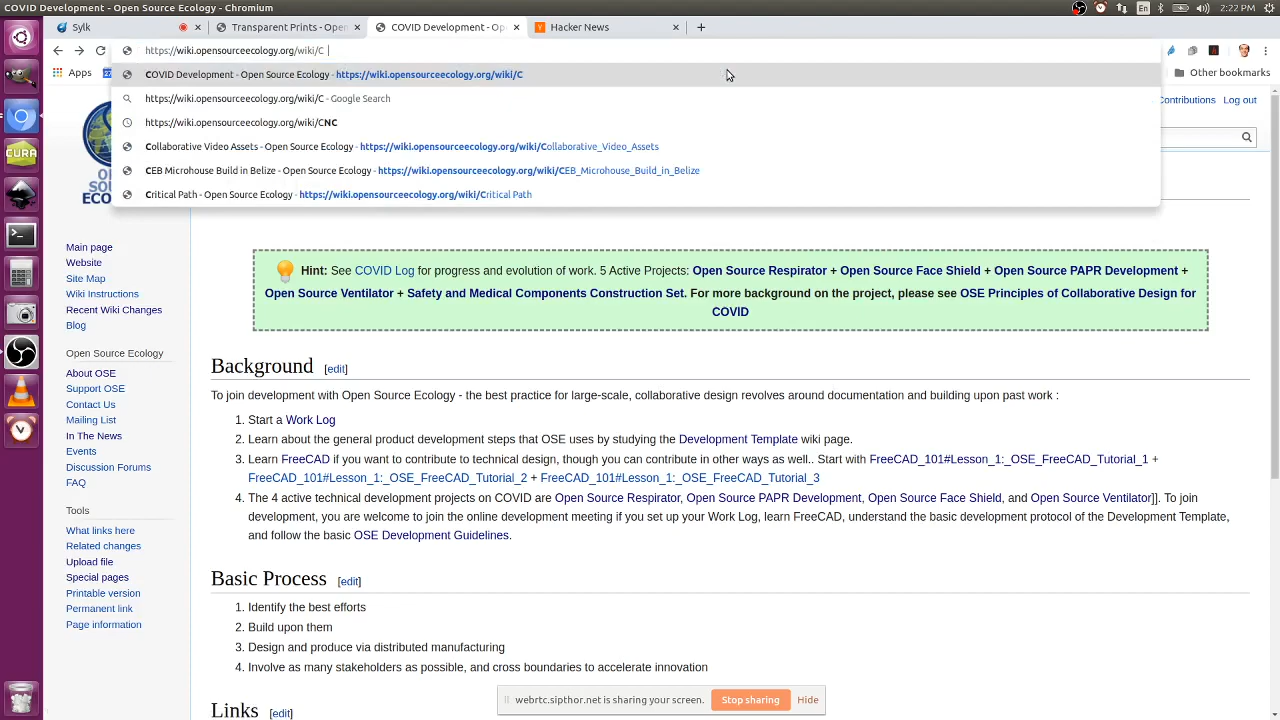 COVID Development - Open Source Ecology - Chromium
En
2:22 PM
Sylk
Transparent Prints - Open
COVID Development - Op
Hacker News
https://wiki.opensourceecology.org/wiki/C
Apps
Other bookmarks
COVID Development - Open Source Ecology - https://wiki.opensourceecology.org/wiki/C
https://wiki.opensourceecology.org/wiki/C - Google Search
https://wiki.opensourceecology.org/wiki/CNC
Collaborative Video Assets - Open Source Ecology - https://wiki.opensourceecology.org/wiki/Collaborative_Video_Assets
CEB Microhouse Build in Belize - Open Source Ecology - https://wiki.opensourceecology.org/wiki/CEB_Microhouse_Build_in_Belize
Critical Path - Open Source Ecology - https://wiki.opensourceecology.org/wiki/Critical Path
Contributions
Log out
CURA
Main page
Website
Site Map
Wiki Instructions
Recent Wiki Changes
Blog
Open Source Ecology
About OSE
Support OSE
Contact Us
Mailing List
In The News
Events
Discussion Forums
FAQ
Tools
What links here
Related changes
Upload file
Special pages
Printable version
Permanent link
Page information
Hint: See COVID Log for progress and evolution of work. 5 Active Projects: Open Source Respirator + Open Source Face Shield + Open Source PAPR Development +
Open Source Ventilator + Safety and Medical Components Construction Set. For more background on the project, please see OSE Principles of Collaborative Design for
COVID
Background [edit]
To join development with Open Source Ecology - the best practice for large-scale, collaborative design revolves around documentation and building upon past work :
1. Start a Work Log
2. Learn about the general product development steps that OSE uses by studying the Development Template wiki page.
3. Learn FreeCAD if you want to contribute to technical design, though you can contribute in other ways as well.. Start with FreeCAD_101#Lesson_1:_OSE_FreeCAD_Tutorial_1 +
FreeCAD_101#Lesson_1:_OSE_FreeCAD_Tutorial_2 + FreeCAD_101#Lesson_1:_OSE_FreeCAD_Tutorial_3
4. The 4 active technical development projects on COVID are Open Source Respirator, Open Source PAPR Development, Open Source Face Shield, and Open Source Ventilator]]. To join
development, you are welcome to join the online development meeting if you set up your Work Log, learn FreeCAD, understand the basic development protocol of the Development Template,
and follow the basic OSE Development Guidelines.
Basic Process [edit]
1. Identify the best efforts
2. Build upon them
3. Design and produce via distributed manufacturing
4. Involve as many stakeholders as possible, and cross boundaries to accelerate innovation
Links [edit]
webrtc.sipthor.net is sharing your screen.
Stop sharing
Hide